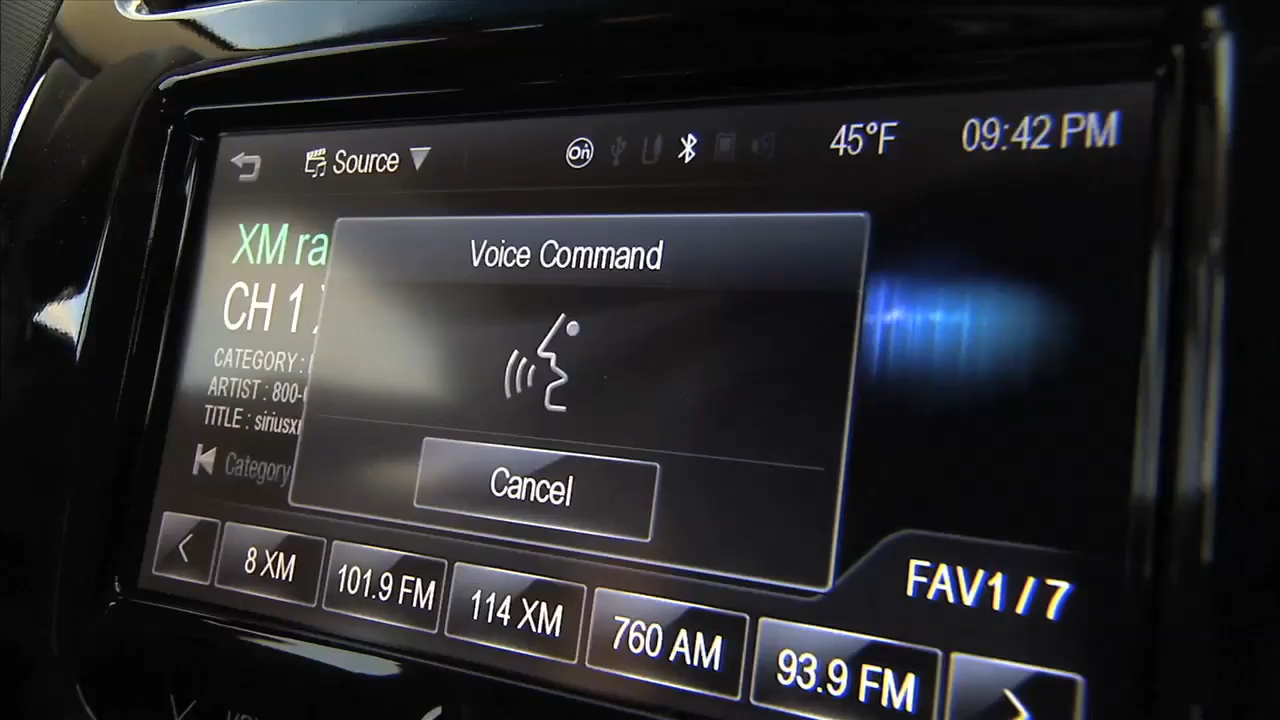 Source
On
45°F
09:42 PM
XM ra
Voice Command
CH 1
CATEGORY :
ARTIST : 800-
TITLE : siriusx
Category
Cancel
8 XM
101.9 FM
114 XM
760 AM
93.9 FM
FAV1 / 7